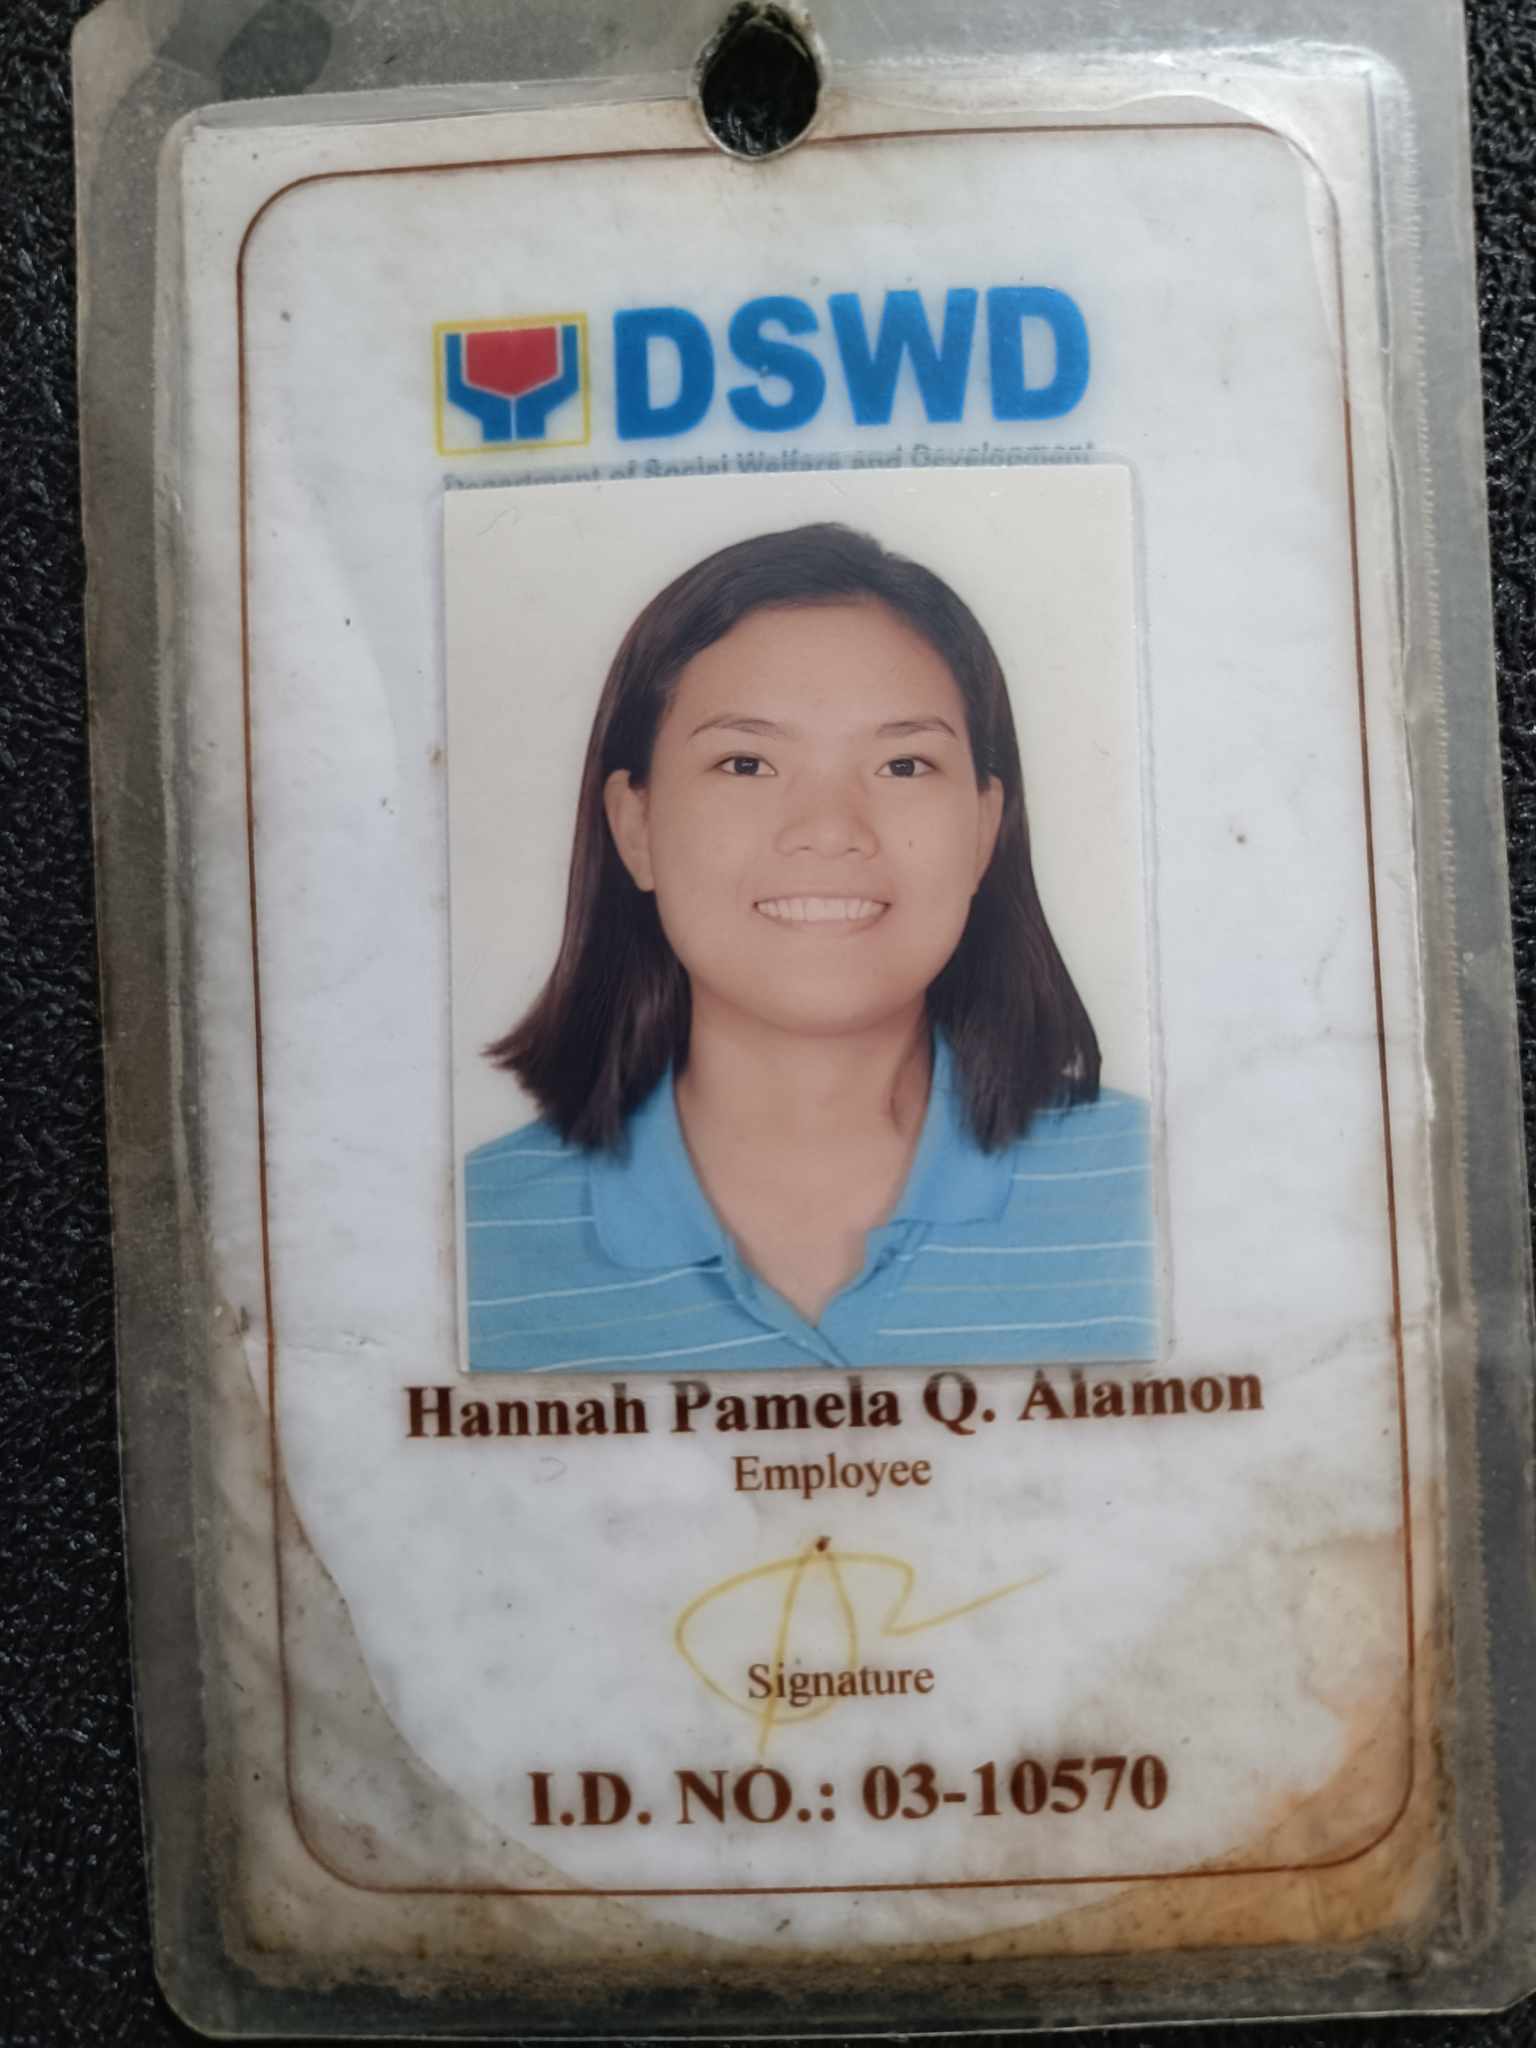 DSWD
Department of Social Welfare and Development
Hannah Pamela Q. Alamon
Employee
Signature
I.D. NO.: 03-10570